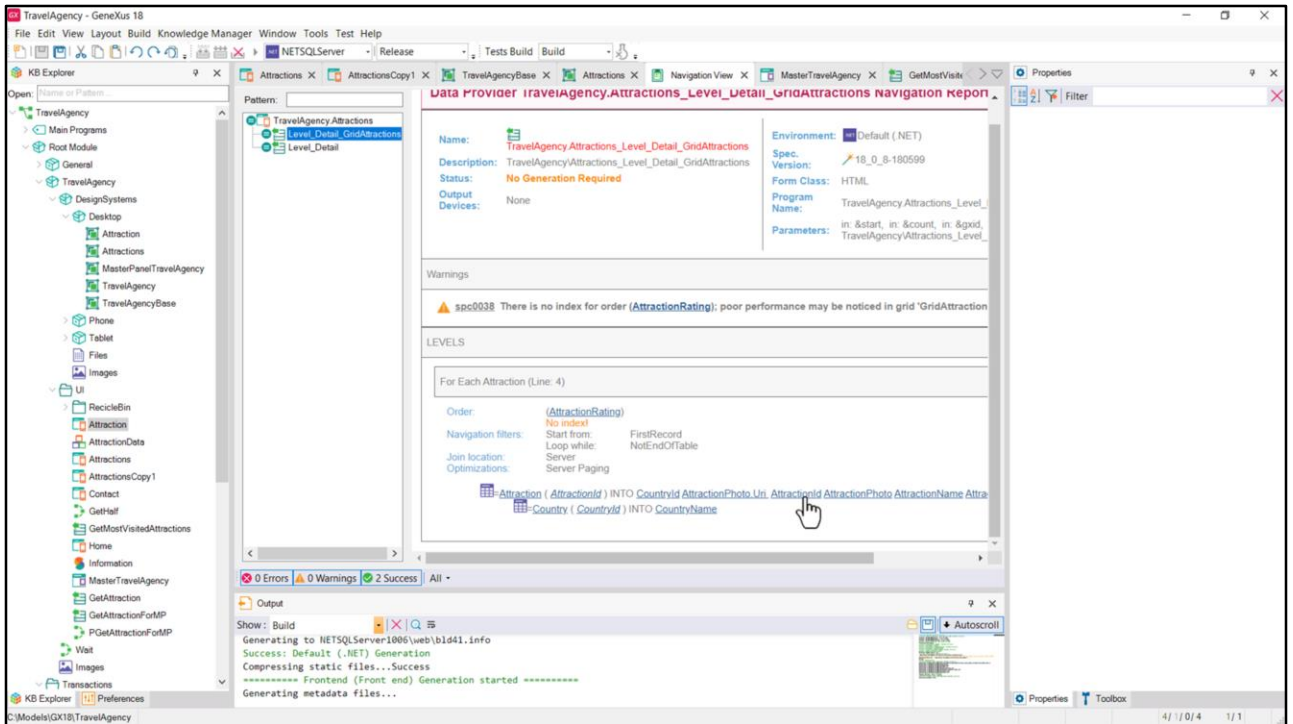 TravelAgency - GeneXus 18
File Edit View Layout Build Knowledge Manager Window Tools Test Help
NETSQLServer Release Tests Build Build
KB Explorer
Open: Name or Pattern...
TravelAgency
Main Programs
Root Module
General
TravelAgency
DesignSystems
Desktop
Attraction
Attractions
MasterPanelTravelAgency
TravelAgency
TravelAgencyBase
Phone
Tablet
Files
Images
UI
RecicleBin
Attraction
AttractionData
Attractions
AttractionsCopy1
Contact
GetHalf
GetMostVisitedAttractions
Home
Information
MasterTravelAgency
GetAttraction
GetAttractionForMP
PGetAttractionForMP
Wait
Images
Transactions
KB Explorer Preferences
Attractions AttractionsCopy1 TravelAgencyBase Attractions Navigation View MasterTravelAgency GetMostVisite
Pattern:
TravelAgency.Attractions
Level_Detail_GridAttractions
Level_Detail
Data Provider TravelAgency.Attractions_Level_Detail_GridAttractions Navigation Report
Name: TravelAgency.Attractions_Level_Detail_GridAttractions
Description: TravelAgency\Attractions_Level_Detail_GridAttractions
Status: No Generation Required
Output Devices: None
Environment: Default (.NET)
Spec. Version: 18_0_8-180599
Form Class: HTML
Program Name: TravelAgency.Attractions_Level_
Parameters: in: &start, in: &count, in: &gxid,
TravelAgency\Attractions_Level_
Warnings
spc0038 There is no index for order (AttractionRating); poor performance may be noticed in grid 'GridAttraction
LEVELS
For Each Attraction (Line: 4)
Order: (AttractionRating)
No index!
Navigation filters: Start from: FirstRecord
Loop while: NotEndOfTable
Join location: Server
Optimizations: Server Paging
=Attraction ( AttractionId ) INTO CountryId AttractionPhoto.Uri AttractionId AttractionPhoto AttractionName Attra
=Country ( CountryId ) INTO CountryName
0 Errors 0 Warnings 2 Success All
Output
Show: Build Autoscroll
Generating to NETSQLServer1006\web\bld41.info
Success: Default (.NET) Generation
Compressing static files...Success
========== Frontend (Front end) Generation started ==========
Generating metadata files...
Properties
Filter
Properties Toolbox
C:\Models\GX18\TravelAgency
4/ 1/ 0/ 4 1/ 1